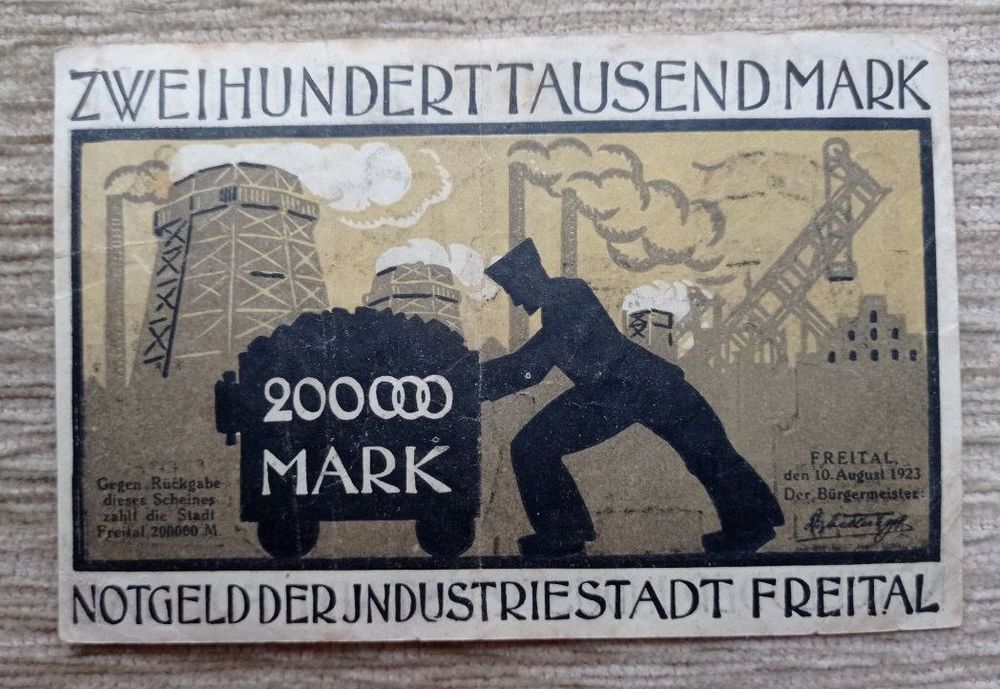 ZWEIHUNDERTTAUSEND MARK
200000
MARK
Gegen Rückgabe
dieses Scheines
zahlt die Stadt
Freital 200000 M.
FREITAL,
den 10. August 1923
Der Bürgermeister:
NOTGELD DER JNDUSTRIESTADT FREITAL